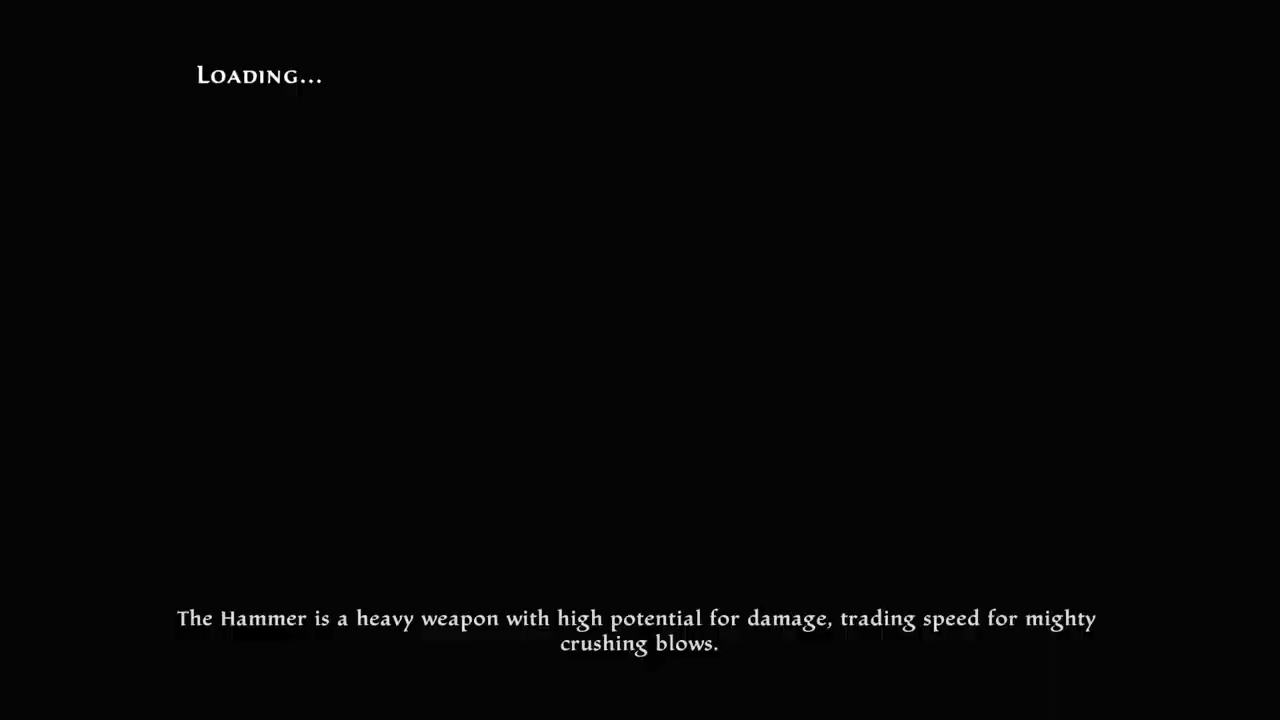 Loading...
The Hammer is a heavy weapon with high potential for damage, trading speed for mighty
crushing blows.